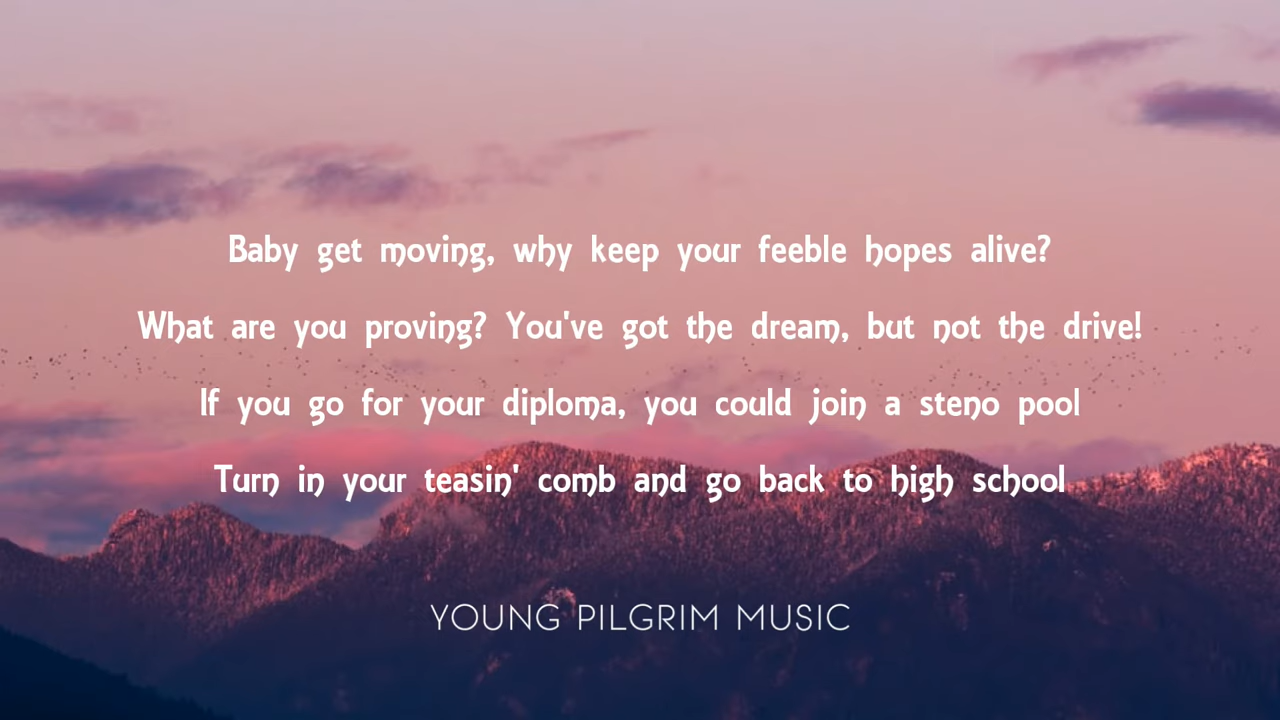 Baby get moving, why keep your feeble hopes alive?
What are you proving? You've got the dream, but not the drive!
If you go for your diploma, you could join a steno pool
Turn in your teasin' comb and go back to high school
YOUNG PILGRIM MUSIC